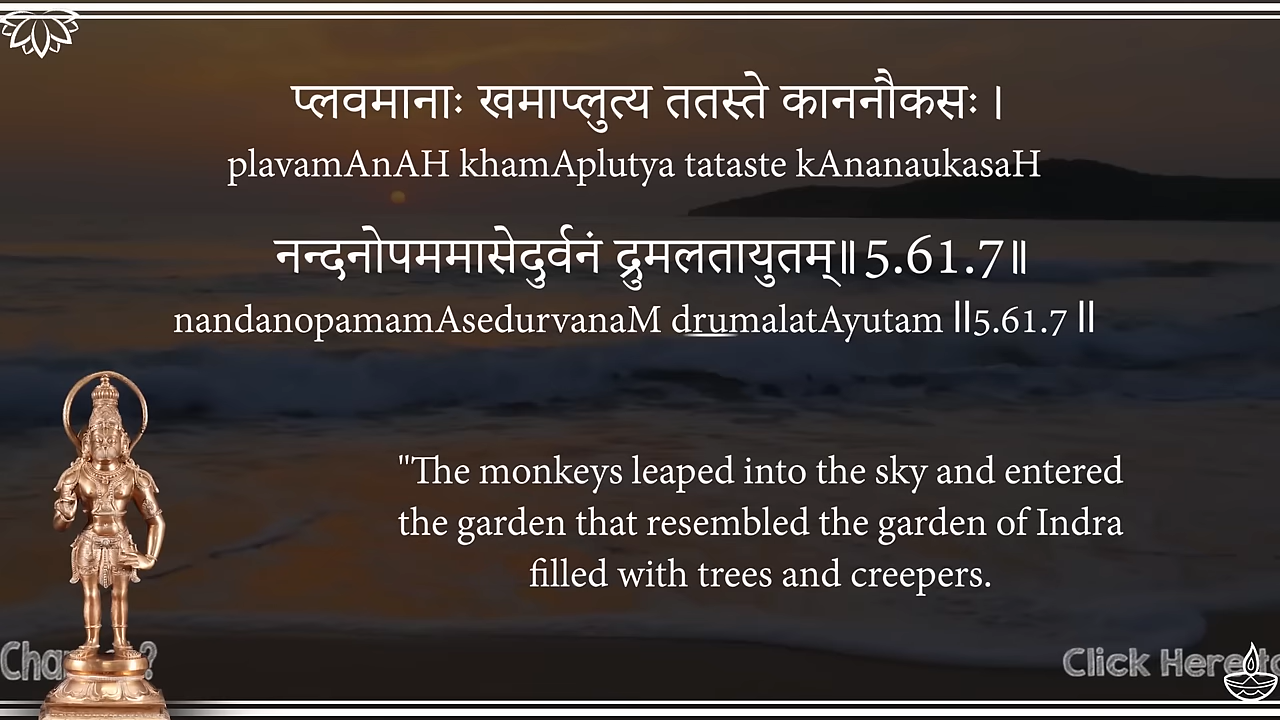 प्लवमानाः खमाप्लुत्य ततस्ते काननौकसः ।
plavamAnAH khamAplutya tataste kAnanaukasaH
नन्दनोपममासेदुर्वनं द्रुमलतायुतम्॥ 5.61.7॥
nandanopamamAsedurvanaM drumalatAyutam ॥5.61.7 ॥
"The monkeys leaped into the sky and entered
the garden that resembled the garden of Indra
filled with trees and creepers.
Click Here